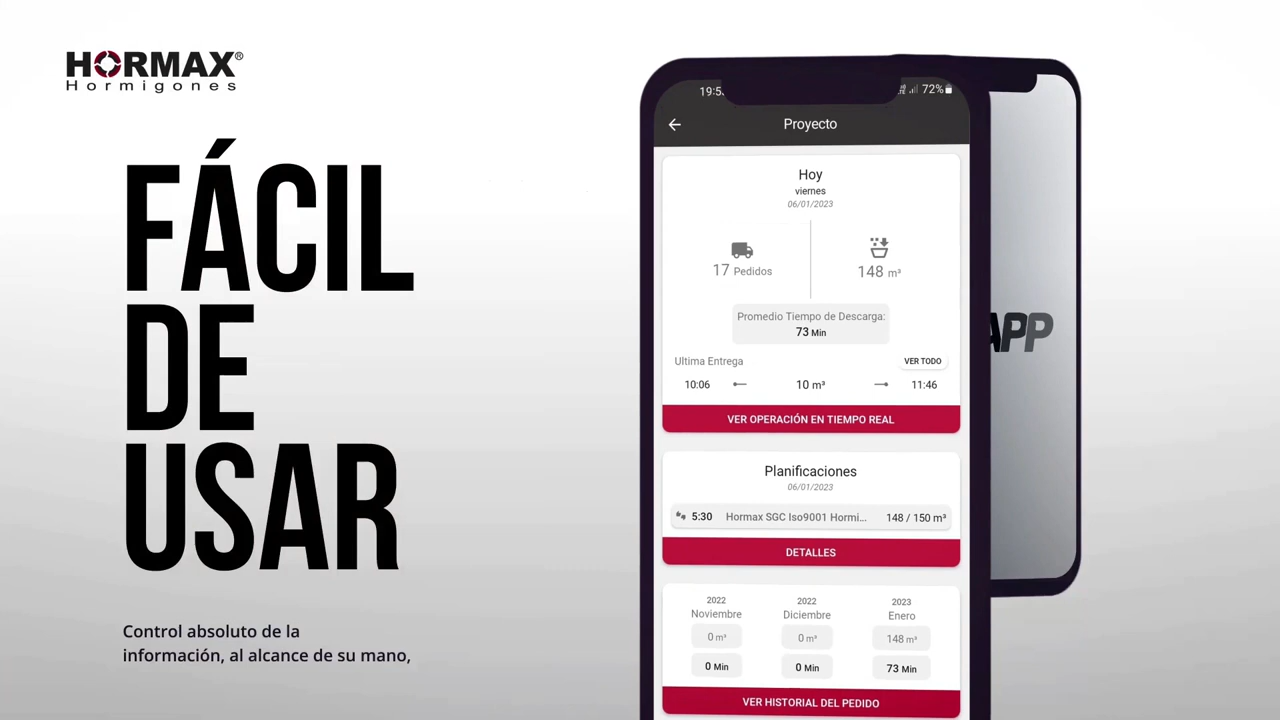 HORMAX®
Hormigones
FÁCIL
DE
USAR
Control absoluto de la
información, al alcance de su mano,
72%
Proyecto
Hoy
viernes
06/01/2023
17 Pedidos
148 m³
Promedio Tiempo de Descarga:
73 Min
Ultima Entrega
VER TODO
10:06
10 m³
11:46
VER OPERACIÓN EN TIEMPO REAL
Planificaciones
06/01/2023
5:30 Hormax SGC Iso9001 Hormi... 148 / 150 m³
DETALLES
2022 2022 2023
Noviembre Diciembre Enero
0 m³ 0 m³ 148 m³
0 Min 0 Min 73 Min
VER HISTORIAL DEL PEDIDO
APP